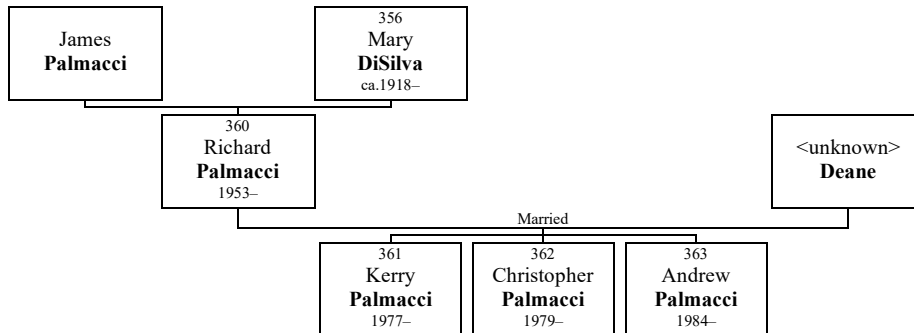 James
Palmacci
356
Mary
DiSilva
ca.1918–
360
Richard
Palmacci
1953–
<unknown>
Deane
Married
361
Kerry
Palmacci
1977–
362
Christopher
Palmacci
1979–
363
Andrew
Palmacci
1984–